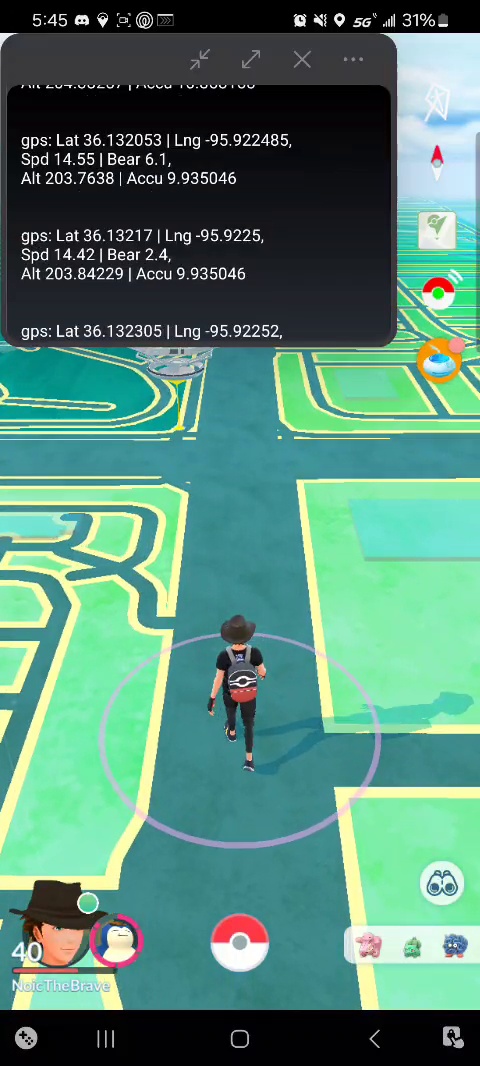 5:45 5G 31%
gps: Lat 36.132053 | Lng -95.922485,
Spd 14.55 | Bear 6.1,
Alt 203.7638 | Accu 9.935046
gps: Lat 36.13217 | Lng -95.9225,
Spd 14.42 | Bear 2.4,
Alt 203.84229 | Accu 9.935046
gps: Lat 36.132305 | Lng -95.92252,
40
NoicTheBrave